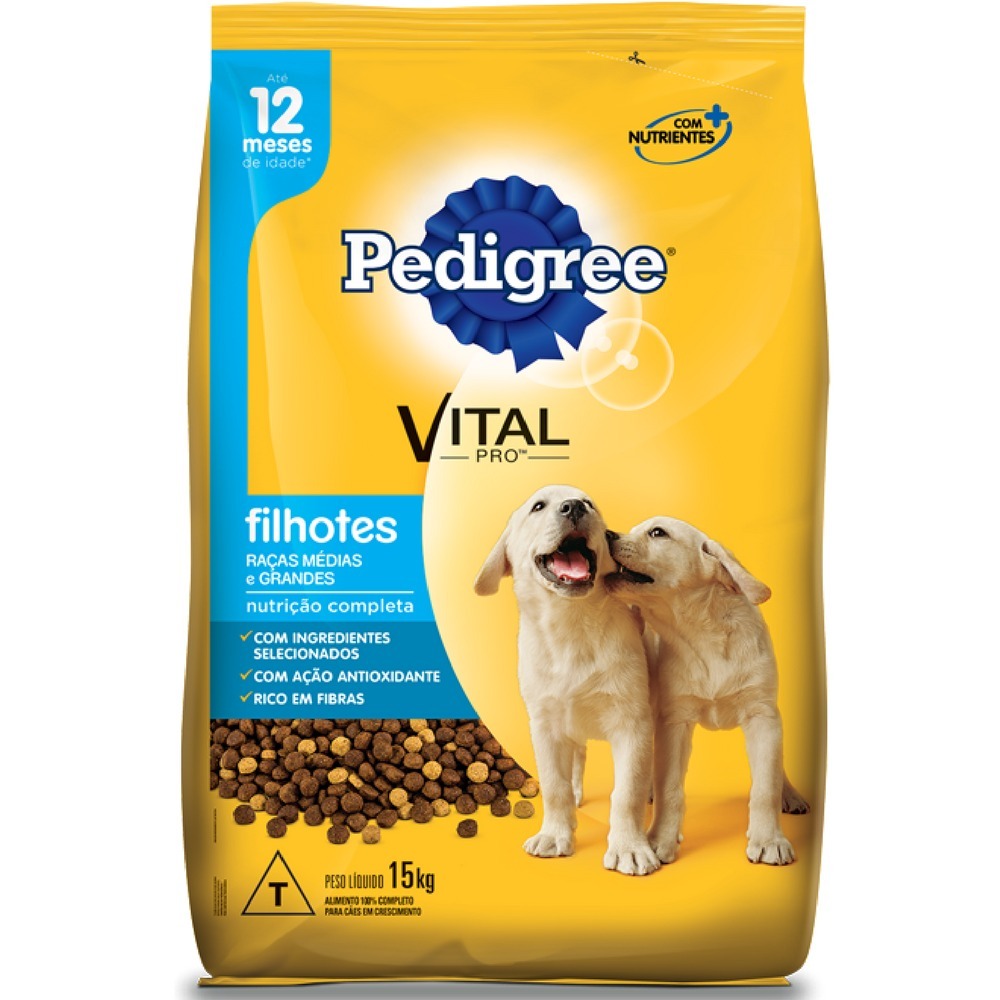 Até
12
meses
de idade*
COM
NUTRIENTES+
Pedigree®
VITAL
PRO™
filhotes
RAÇAS MÉDIAS
e GRANDES
nutrição completa
COM INGREDIENTES
SELECIONADOS
COM AÇÃO ANTIOXIDANTE
RICO EM FIBRAS
T
PESO LÍQUIDO 15kg
ALIMENTO 100% COMPLETO
PARA CÃES EM CRESCIMENTO